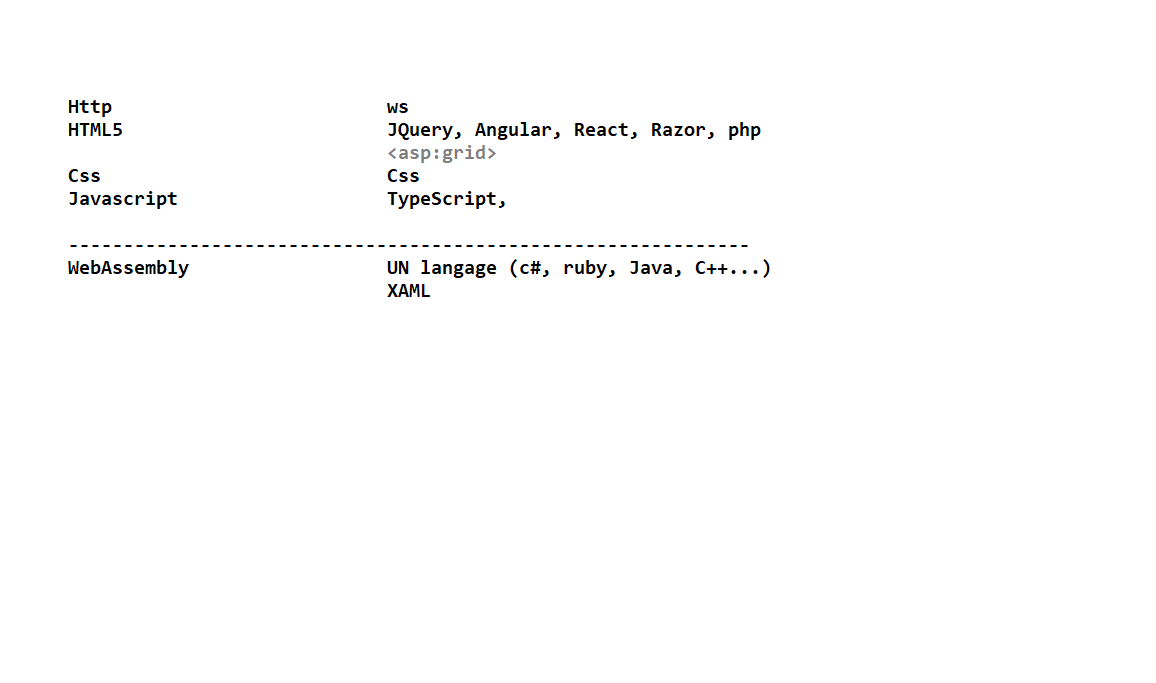 Http ws
HTML5 JQuery, Angular, React, Razor, php
<asp:grid>
Css Css
Javascript TypeScript,
--------------------------------------------------------------
WebAssembly UN langage (c#, ruby, Java, C++...)
XAML